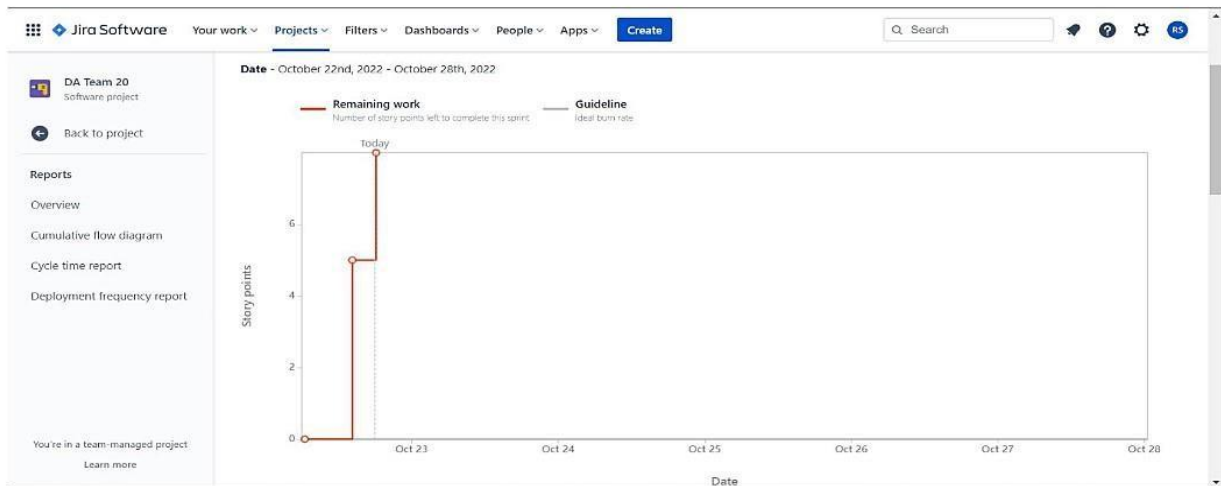 Jira Software Your work Projects Filters Dashboards People Apps Create Search RS
DA Team 20
Software project
Back to project
Reports
Overview
Cumulative flow diagram
Cycle time report
Deployment frequency report
You're in a team-managed project
Learn more
Date - October 22nd, 2022 - October 28th, 2022
Remaining work
Number of story points left to complete this sprint
Guideline
Ideal burn rate
Today
6
4
2
0
Story points
Oct 23 Oct 24 Oct 25 Oct 26 Oct 27 Oct 28
Date